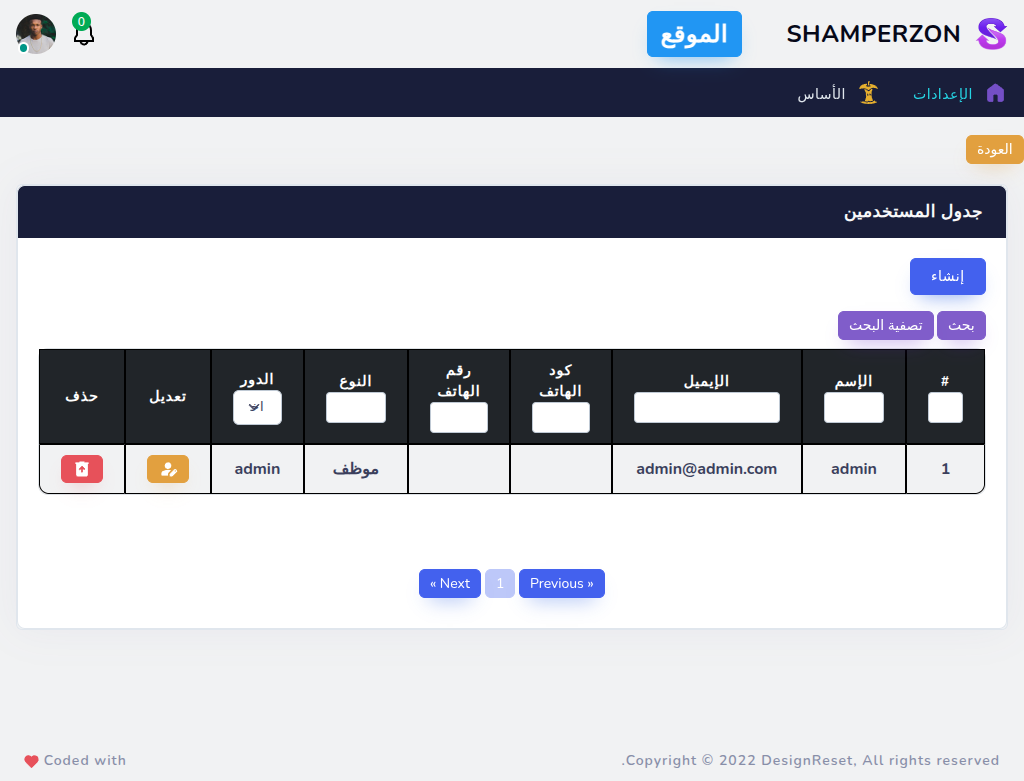 SHAMPERZON
الموقع
0
الإعدادات
الأساس
العودة
جدول المستخدمين
إنشاء
بحث
تصفية البحث
#
الإسم
الإيميل
كود الهاتف
رقم الهاتف
النوع
الدور
تعديل
حذف
1
admin
admin@admin.com
موظف
admin
Previous »
1
« Next
.Copyright © 2022 DesignReset, All rights reserved
Coded with